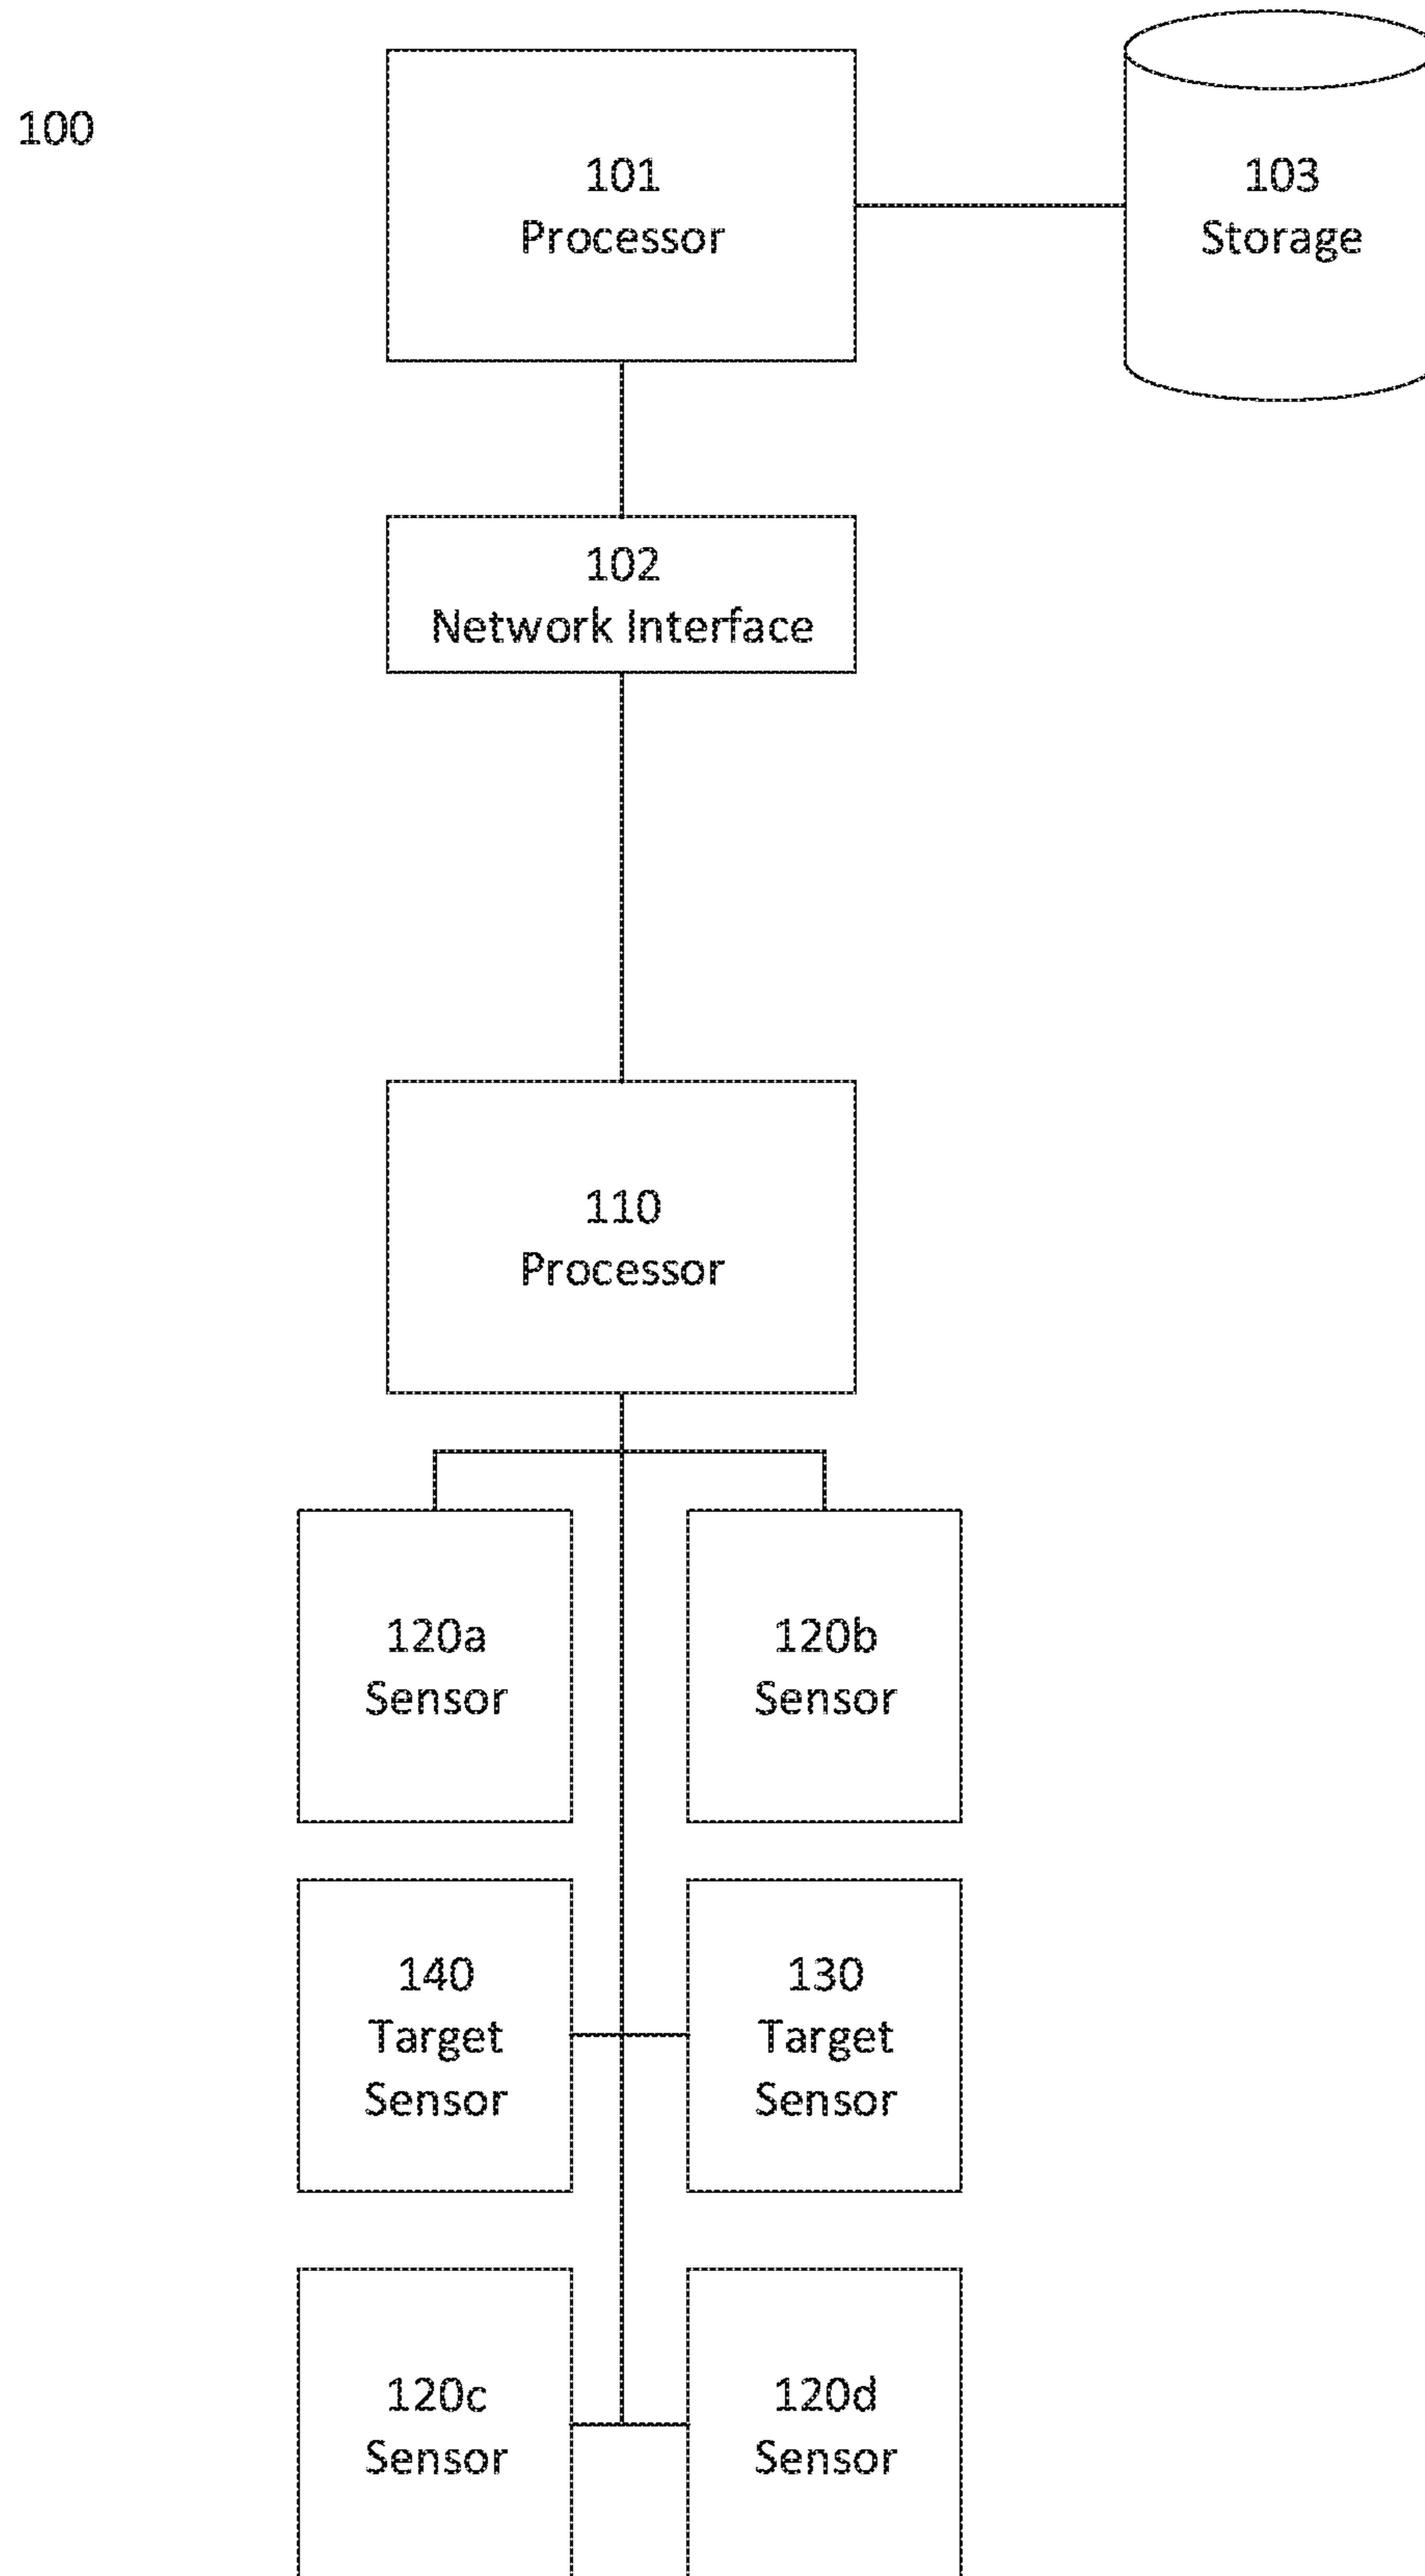 100
101
Processor
103
Storage
102
Network Interface
110
Processor
120a
Sensor
120b
Sensor
140
Target
Sensor
130
Target
Sensor
120c
Sensor
120d
Sensor